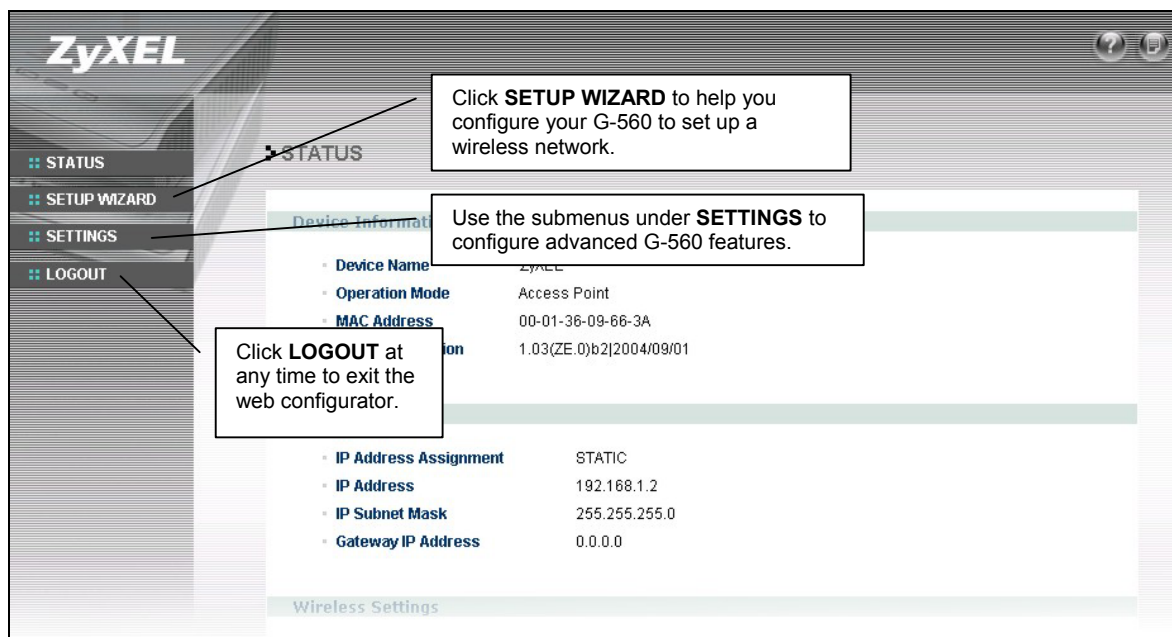 ZyXEL
Click SETUP WIZARD to help you
configure your G-560 to set up a
wireless network.
STATUS
STATUS
SETUP WIZARD
SETTINGS
LOGOUT
Use the submenus under SETTINGS to
configure advanced G-560 features.
Device
Device Name ZyXEL
Operation Mode Access Point
MAC Address 00-01-36-09-66-3A
1.03(ZE.0)b2|2004/09/01
Click LOGOUT at
any time to exit the
web configurator.
IP Address Assignment STATIC
IP Address 192.168.1.2
IP Subnet Mask 255.255.255.0
Gateway IP Address 0.0.0.0
Wireless Settings